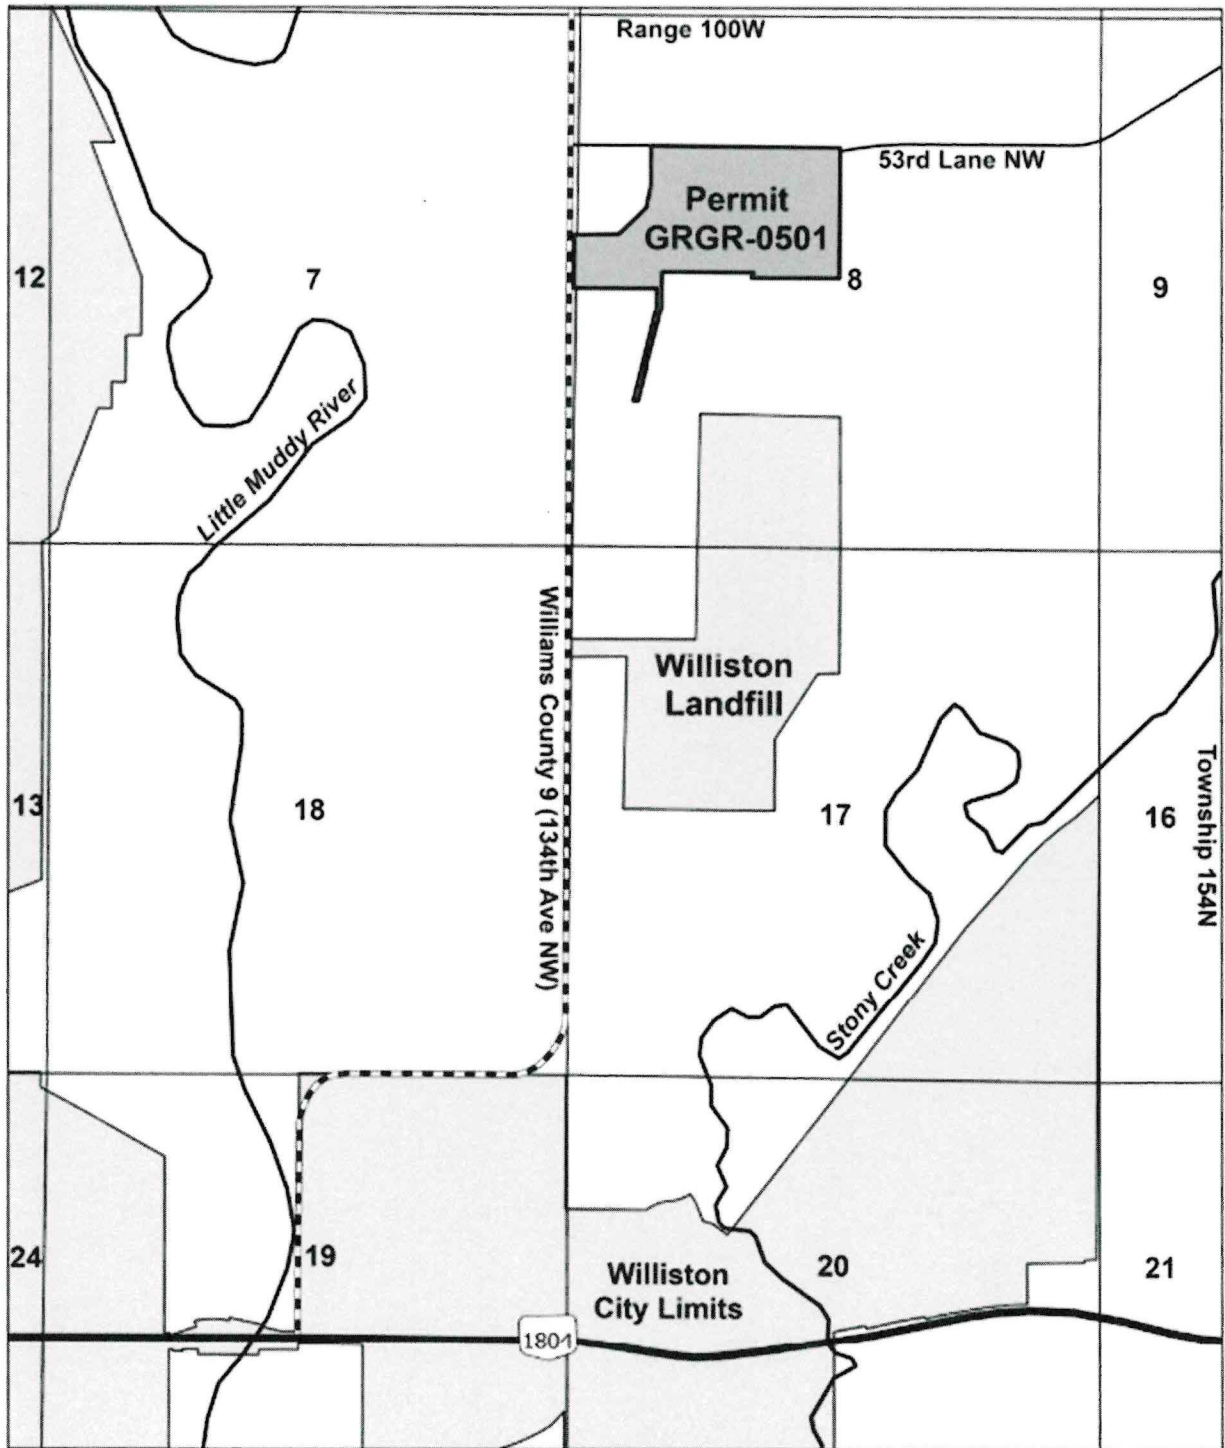 Range 100W
53rd Lane NW
Permit
GRGR-0501
12
7
8
9
Little Muddy River
Williams County 9 (134th Ave NW)
Williston
Landfill
13
18
17
16
Township 154N
Stony Creek
24
19
20
21
Williston
City Limits
1804